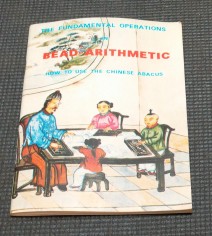 THE FUNDAMENTAL OPERATIONS
BEAD ARITHMETIC
HOW TO USE THE CHINESE ABACUS